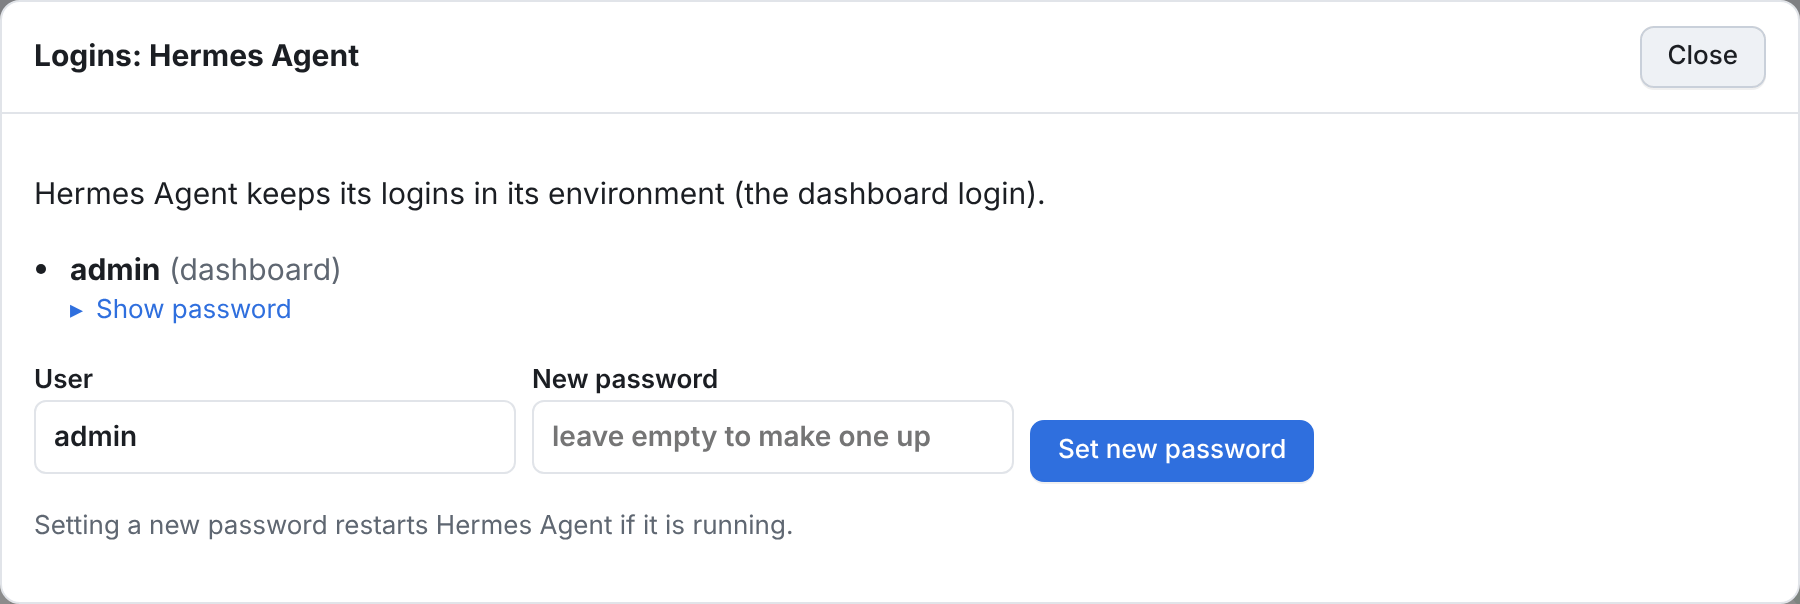 Logins: Hermes Agent
Close
Hermes Agent keeps its logins in its environment (the dashboard login).
• admin (dashboard)
▸ Show password
User
New password
admin
leave empty to make one up
Set new password
Setting a new password restarts Hermes Agent if it is running.